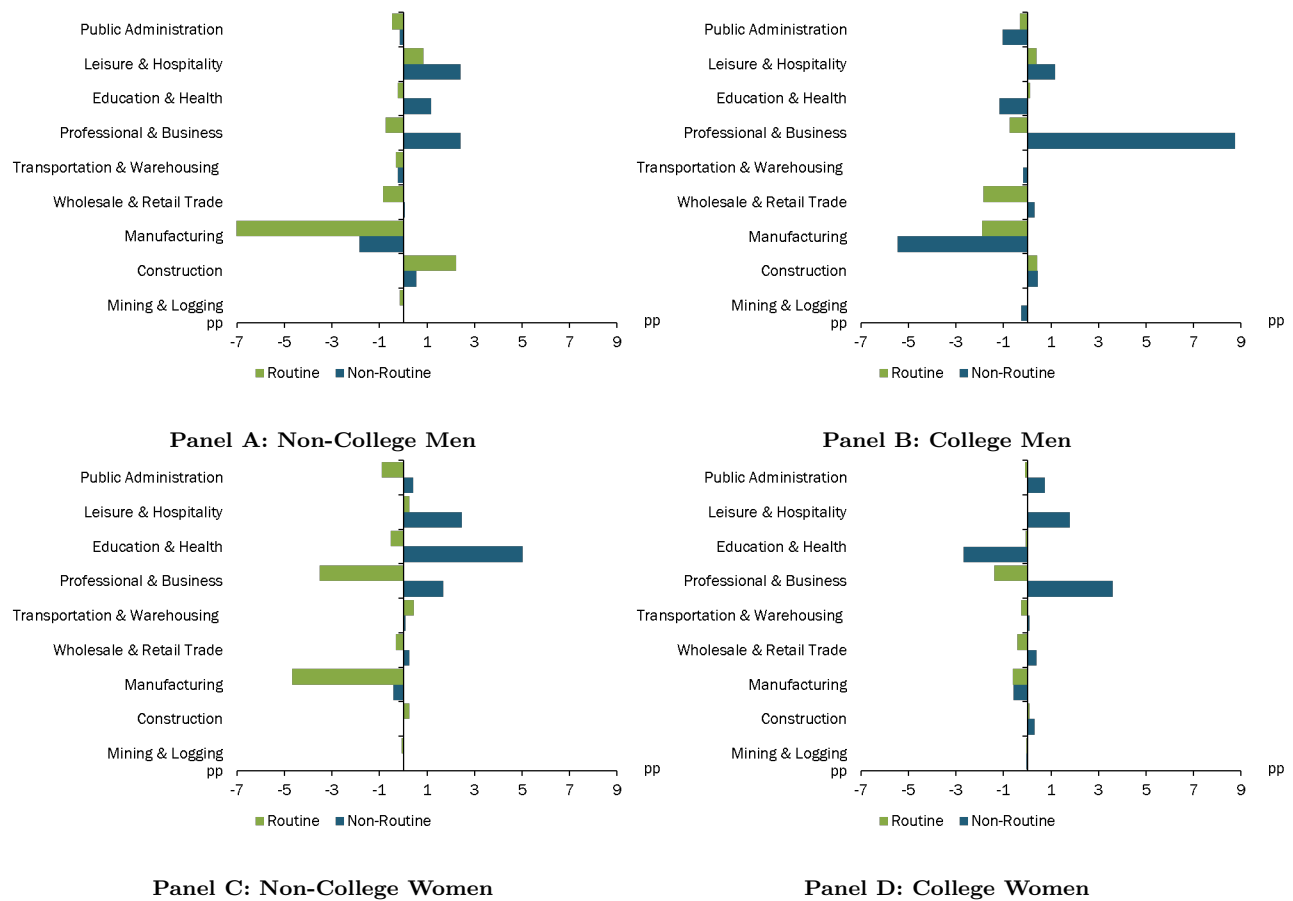 Public Administration
Leisure & Hospitality
Education & Health
Professional & Business
Transportation & Warehousing
Wholesale & Retail Trade
Manufacturing
Construction
Mining & Logging
pp
pp
-7 -5 -3 -1 1 3 5 7 9
Routine Non-Routine
Panel A: Non-College Men
Public Administration
Leisure & Hospitality
Education & Health
Professional & Business
Transportation & Warehousing
Wholesale & Retail Trade
Manufacturing
Construction
Mining & Logging
pp
pp
-7 -5 -3 -1 1 3 5 7 9
Routine Non-Routine
Panel B: College Men
Public Administration
Leisure & Hospitality
Education & Health
Professional & Business
Transportation & Warehousing
Wholesale & Retail Trade
Manufacturing
Construction
Mining & Logging
pp
pp
-7 -5 -3 -1 1 3 5 7 9
Routine Non-Routine
Panel C: Non-College Women
Public Administration
Leisure & Hospitality
Education & Health
Professional & Business
Transportation & Warehousing
Wholesale & Retail Trade
Manufacturing
Construction
Mining & Logging
pp
pp
-7 -5 -3 -1 1 3 5 7 9
Routine Non-Routine
Panel D: College Women